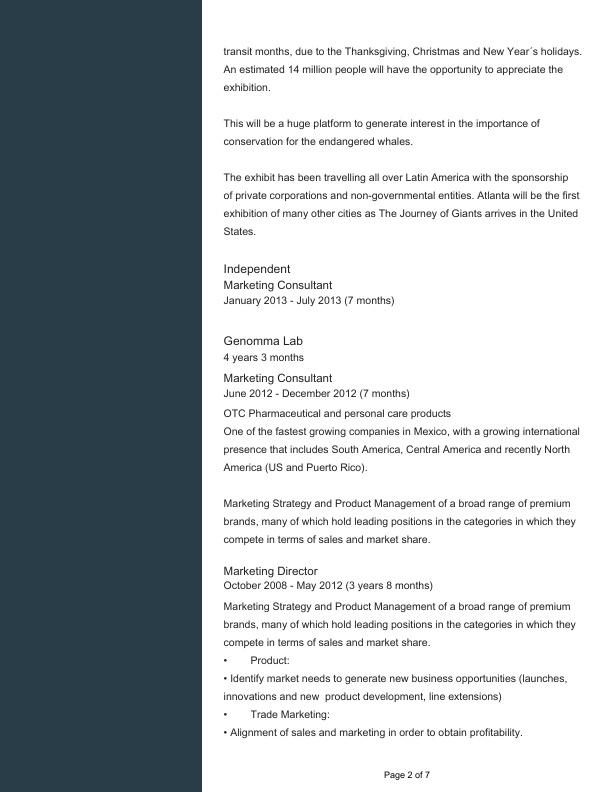 transit months, due to the Thanksgiving, Christmas and New Year´s holidays.
An estimated 14 million people will have the opportunity to appreciate the
exhibition.
This will be a huge platform to generate interest in the importance of
conservation for the endangered whales.
The exhibit has been travelling all over Latin America with the sponsorship
of private corporations and non-governmental entities. Atlanta will be the first
exhibition of many other cities as The Journey of Giants arrives in the United
States.
Independent
Marketing Consultant
January 2013 - July 2013 (7 months)
Genomma Lab
4 years 3 months
Marketing Consultant
June 2012 - December 2012 (7 months)
OTC Pharmaceutical and personal care products
One of the fastest growing companies in Mexico, with a growing international
presence that includes South America, Central America and recently North
America (US and Puerto Rico).
Marketing Strategy and Product Management of a broad range of premium
brands, many of which hold leading positions in the categories in which they
compete in terms of sales and market share.
Marketing Director
October 2008 - May 2012 (3 years 8 months)
Marketing Strategy and Product Management of a broad range of premium
brands, many of which hold leading positions in the categories in which they
compete in terms of sales and market share.
• Product:
• Identify market needs to generate new business opportunities (launches,
innovations and new  product development, line extensions)
• Trade Marketing:
• Alignment of sales and marketing in order to obtain profitability.
Page 2 of 7